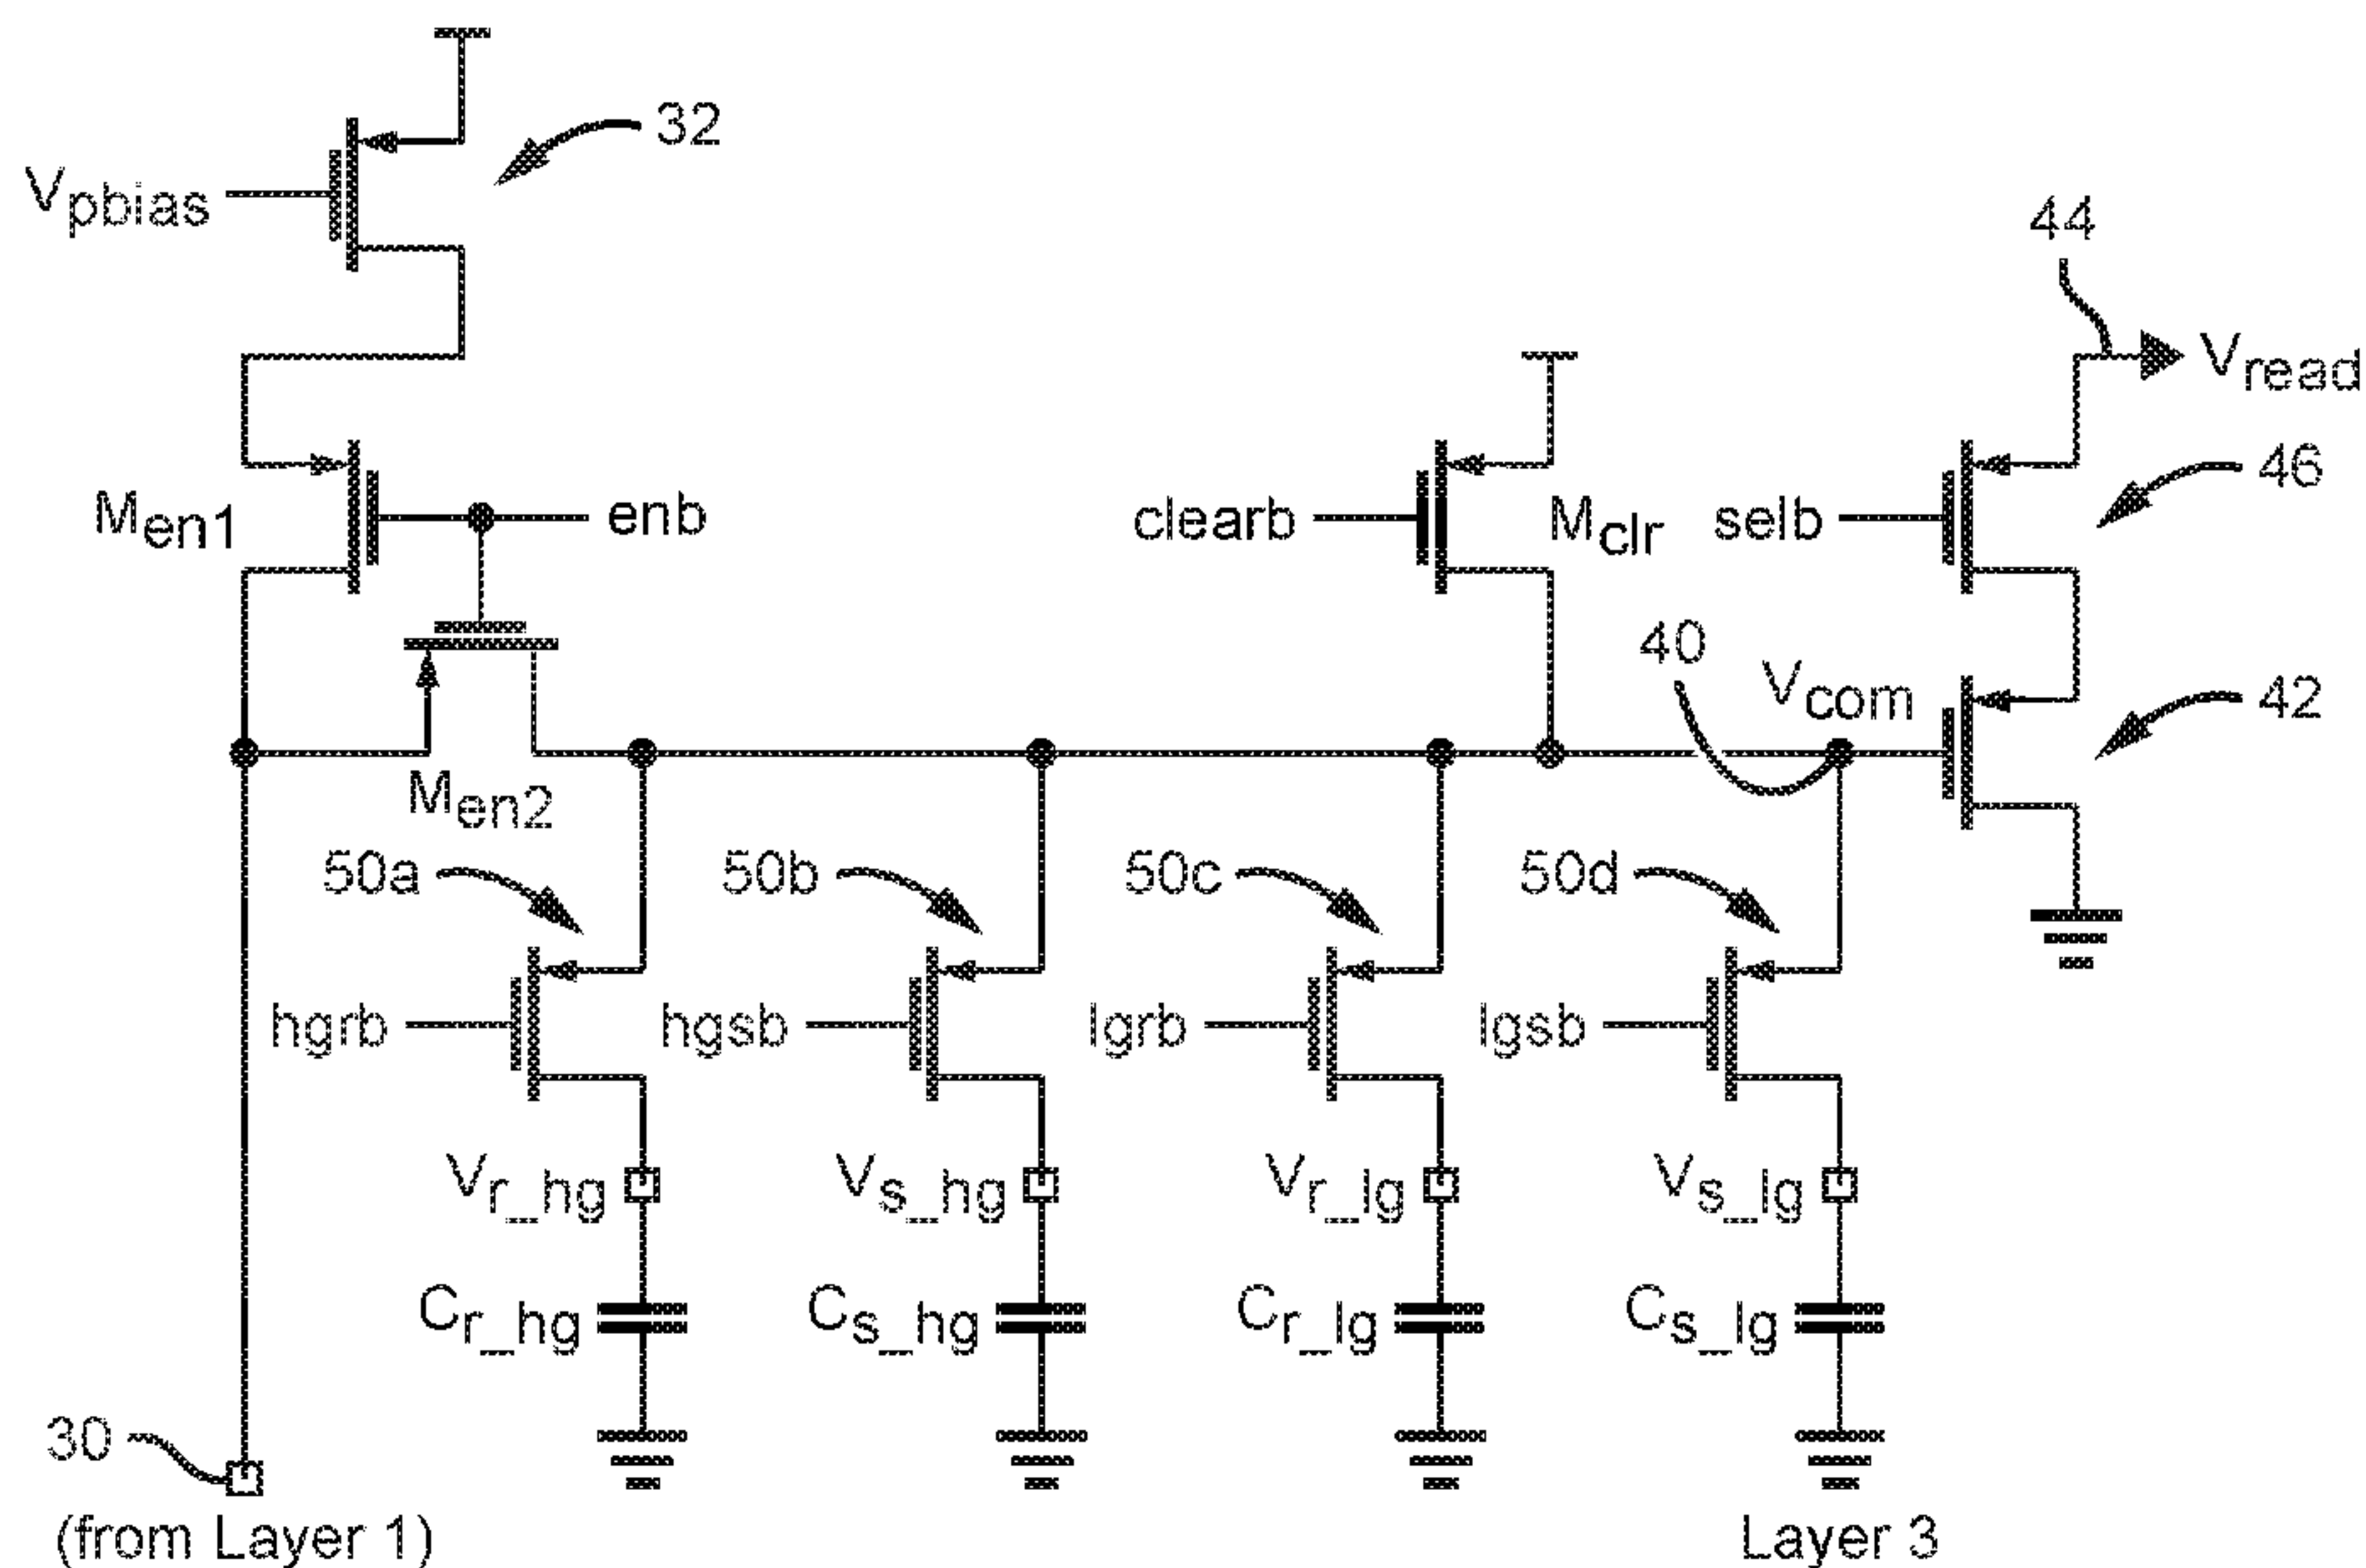 32
Vpbias
44
Vread
Men1
enb
clearb
Mclr
selb
46
40
Vcom
42
Men2
50a
50b
50c
50d
hgrb
hgsb
lgrb
lgsb
Vr_hg
Vs_hg
Vr_lg
Vs_lg
Cr_hg
Cs_hg
Cr_lg
Cs_lg
30
(from Layer 1)
Layer 3